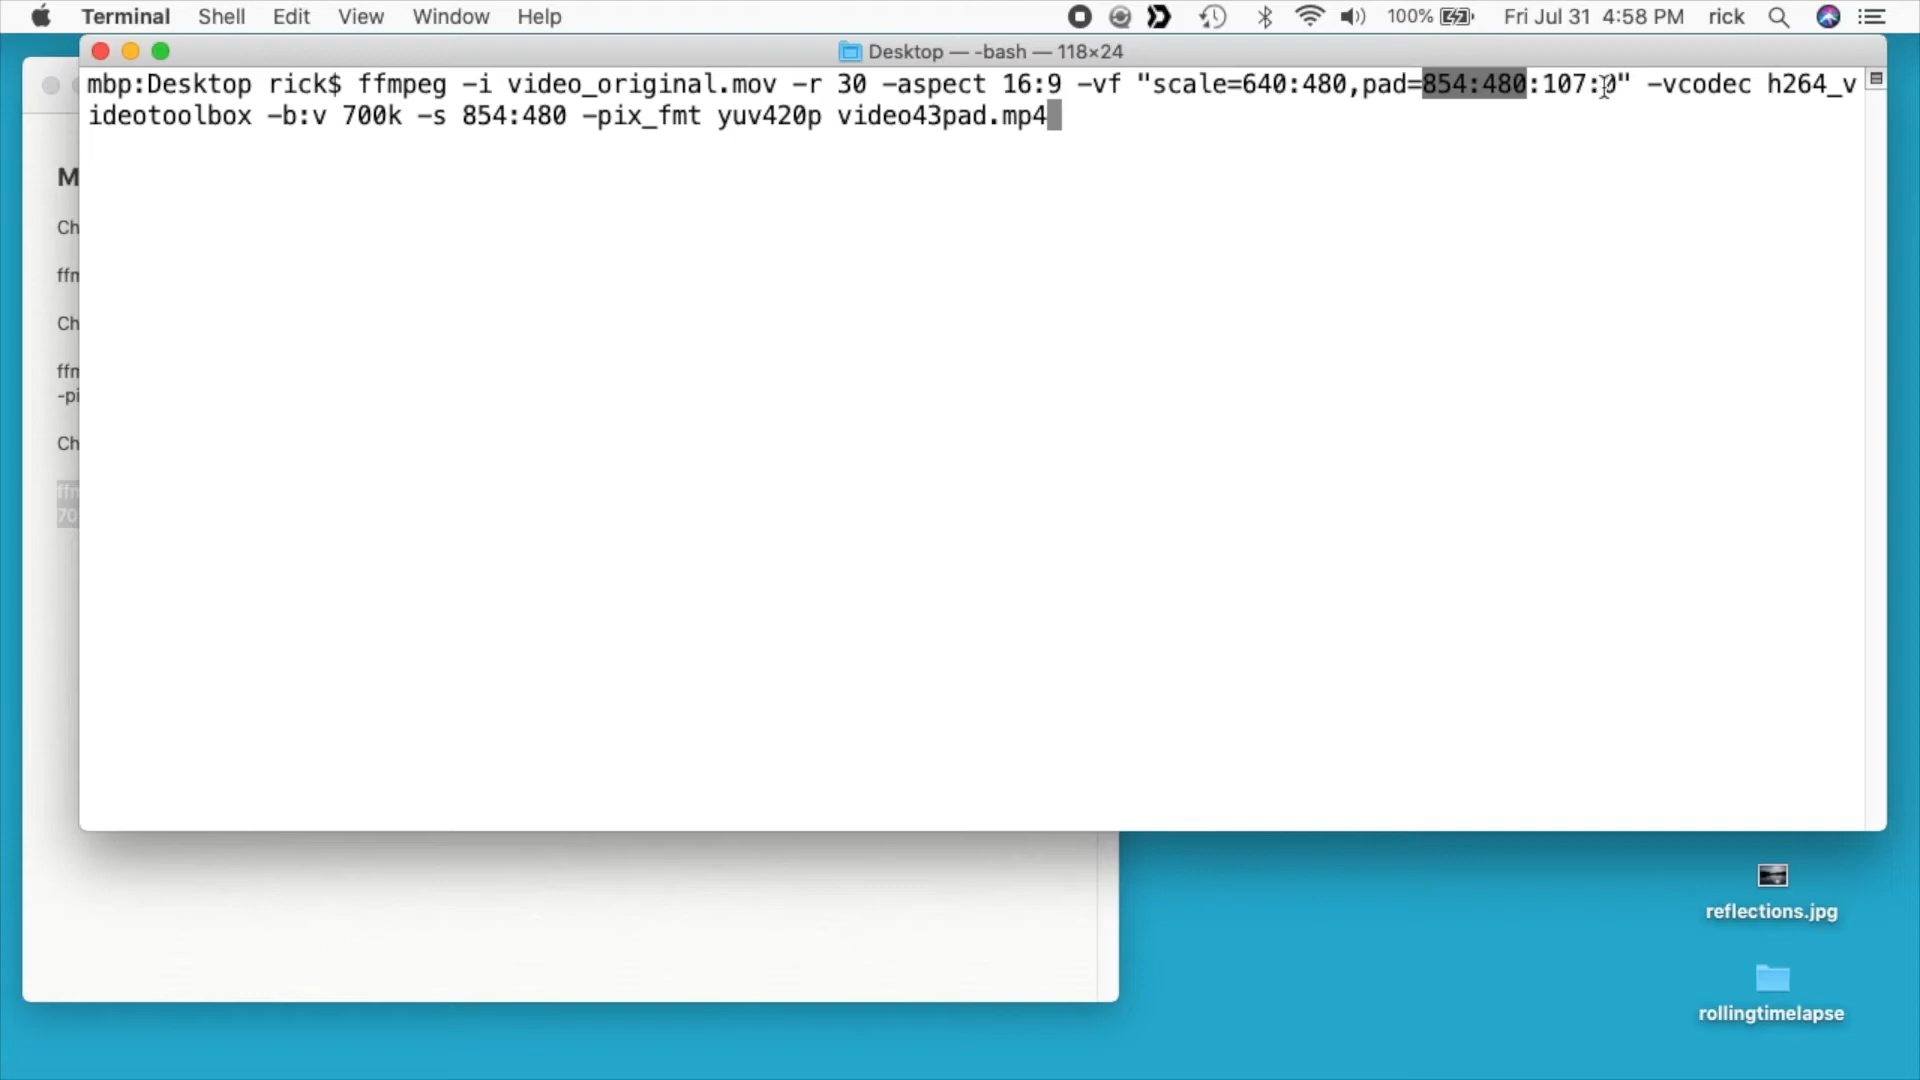 Terminal Shell Edit View Window Help 100% Fri Jul 31 4:58 PM rick
Desktop — -bash — 118×24
mbp:Desktop rick$ ffmpeg -i video_original.mov -r 30 -aspect 16:9 -vf "scale=640:480,pad=854:480:107:0" -vcodec h264_v
ideotoolbox -b:v 700k -s 854:480 -pix_fmt yuv420p video43pad.mp4
M
Ch
ffm
Ch
ffm
-pi
Ch
ffm
70
reflections.jpg
rollingtimelapse